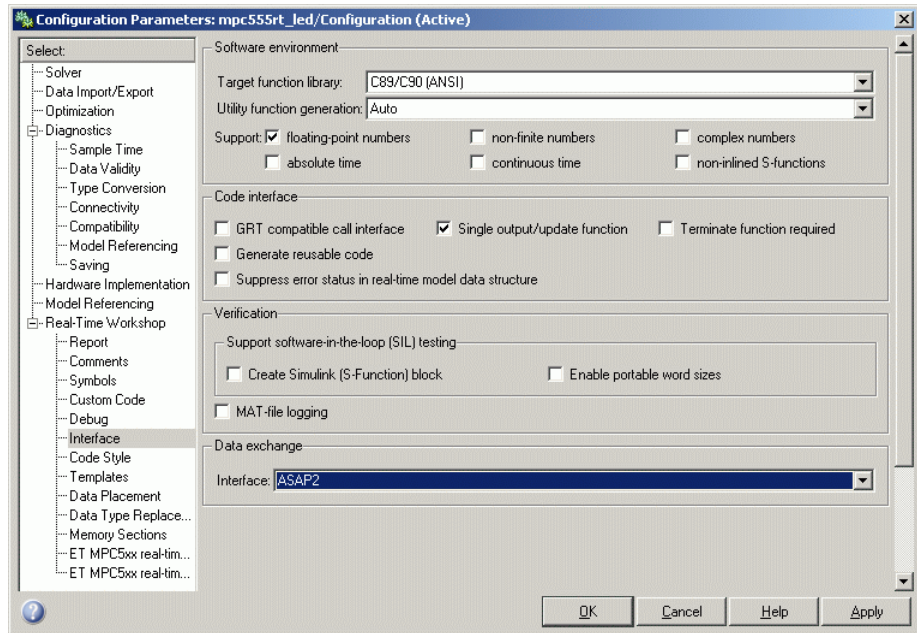 Configuration Parameters: mpc555rt_led/Configuration (Active)
Select:
Solver
Data Import/Export
Optimization
Diagnostics
Sample Time
Data Validity
Type Conversion
Connectivity
Compatibility
Model Referencing
Saving
Hardware Implementation
Model Referencing
Real-Time Workshop
Report
Comments
Symbols
Custom Code
Debug
Interface
Code Style
Templates
Data Placement
Data Type Replace...
Memory Sections
ET MPC5xx real-tim...
ET MPC5xx real-tim...
Software environment
Target function library: C89/C90 (ANSI)
Utility function generation: Auto
Support: floating-point numbers non-finite numbers complex numbers
absolute time continuous time non-inlined S-functions
Code interface
GRT compatible call interface Single output/update function Terminate function required
Generate reusable code
Suppress error status in real-time model data structure
Verification
Support software-in-the-loop (SIL) testing
Create Simulink (S-Function) block Enable portable word sizes
MAT-file logging
Data exchange
Interface: ASAP2
OK Cancel Help Apply